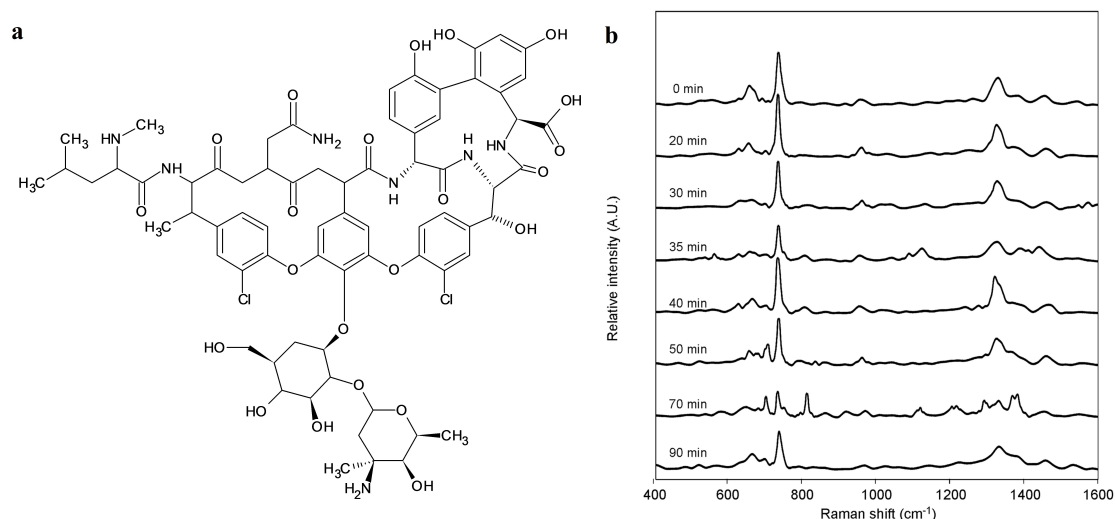 a
OH
HO
OH
OH
O
CH3
HN
CH3
O
NH2
HN
O
OH
H3C
NH
O
O
O
N
H
O
H
N
O
O
O
H3C
OH
O
O
Cl
Cl
O
HO
O
HO
OH
O
CH3
H3C
H2N
OH
b
Relative intensity (A.U.)
0 min
20 min
30 min
35 min
40 min
50 min
70 min
90 min
400 600 800 1000 1200 1400 1600
Raman shift (cm-1)